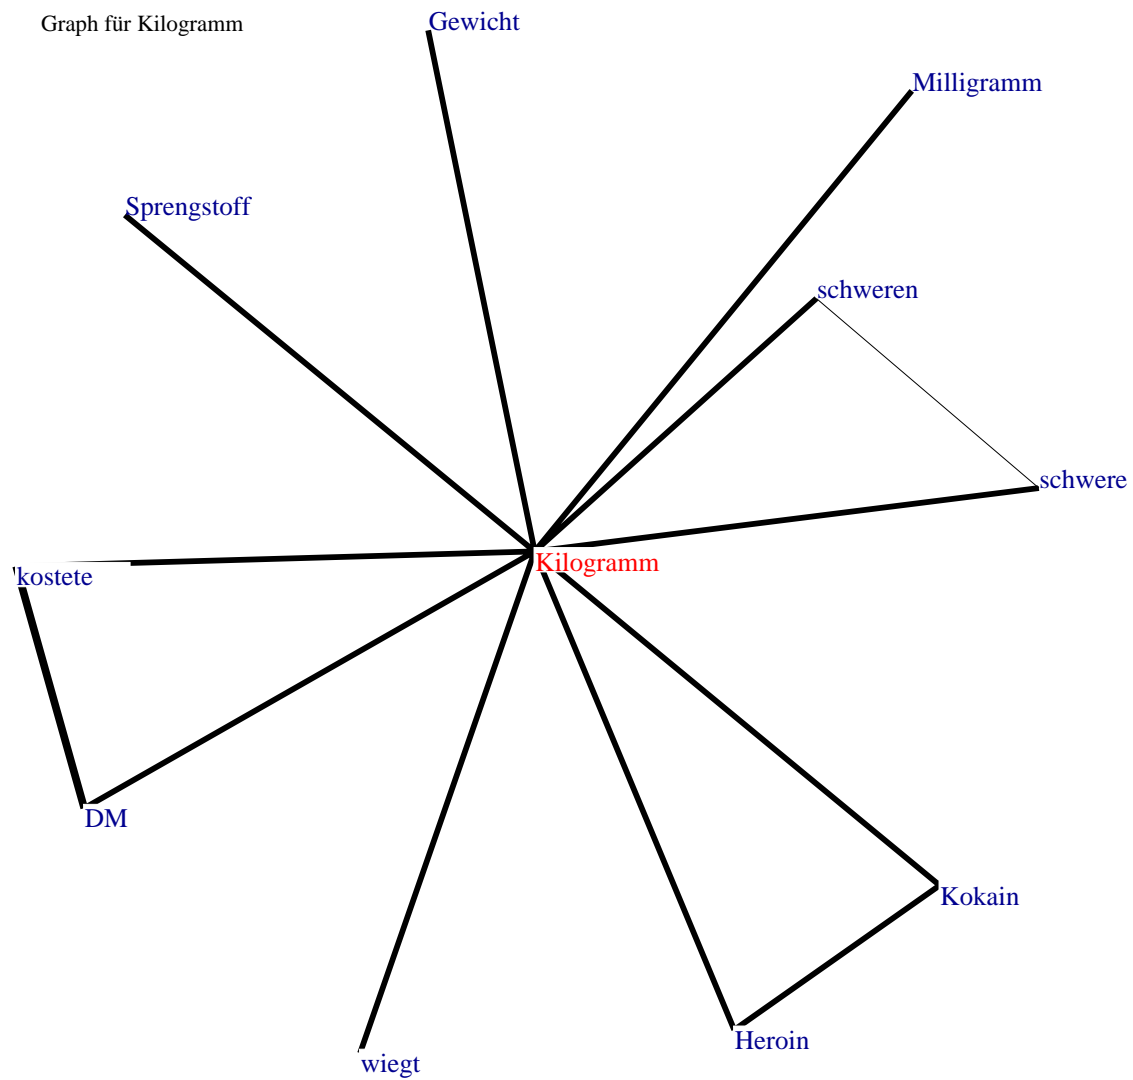 Graph für Kilogramm
Gewicht
Milligramm
Sprengstoff
schweren
schwere
Kilogramm
kostete
DM
Kokain
Heroin
wiegt